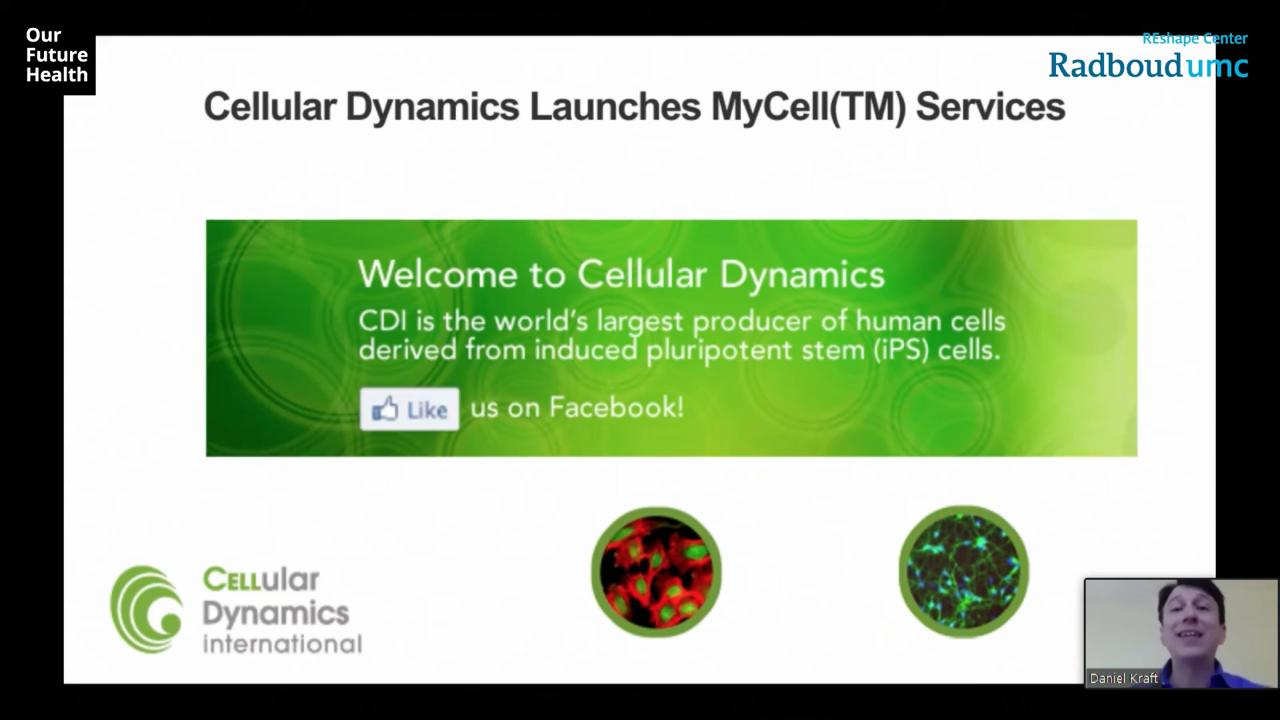 Our
Future
Health
REshape Center
Radboudumc
Cellular Dynamics Launches MyCell(TM) Services
Welcome to Cellular Dynamics
CDI is the world's largest producer of human cells
derived from induced pluripotent stem (iPS) cells.
Like us on Facebook!
CELLular
Dynamics
international
Daniel Kraft